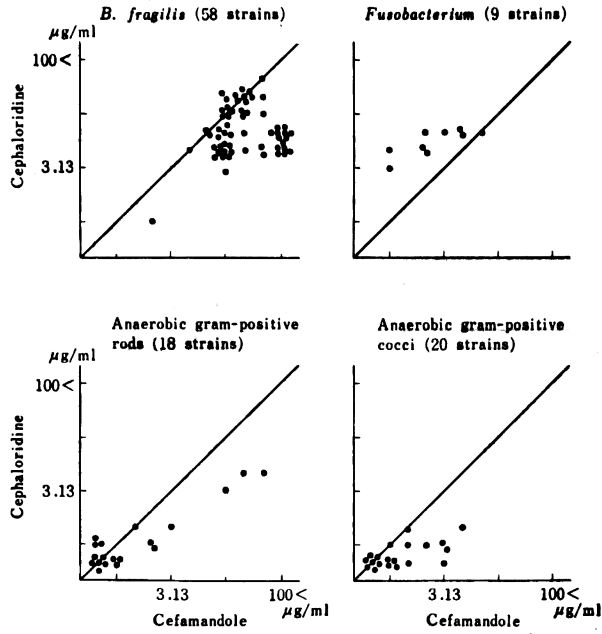 B. fragilis (58 strains)
Fusobacterium (9 strains)
μg/ml
100<
3.13
Cephaloridine
Anaerobic gram-positive
rods (18 strains)
Anaerobic gram-positive
cocci (20 strains)
μg/ml
100<
3.13
Cephaloridine
3.13
100<
μg/ml
Cefamandole
3.13
100<
μg/ml
Cefamandole